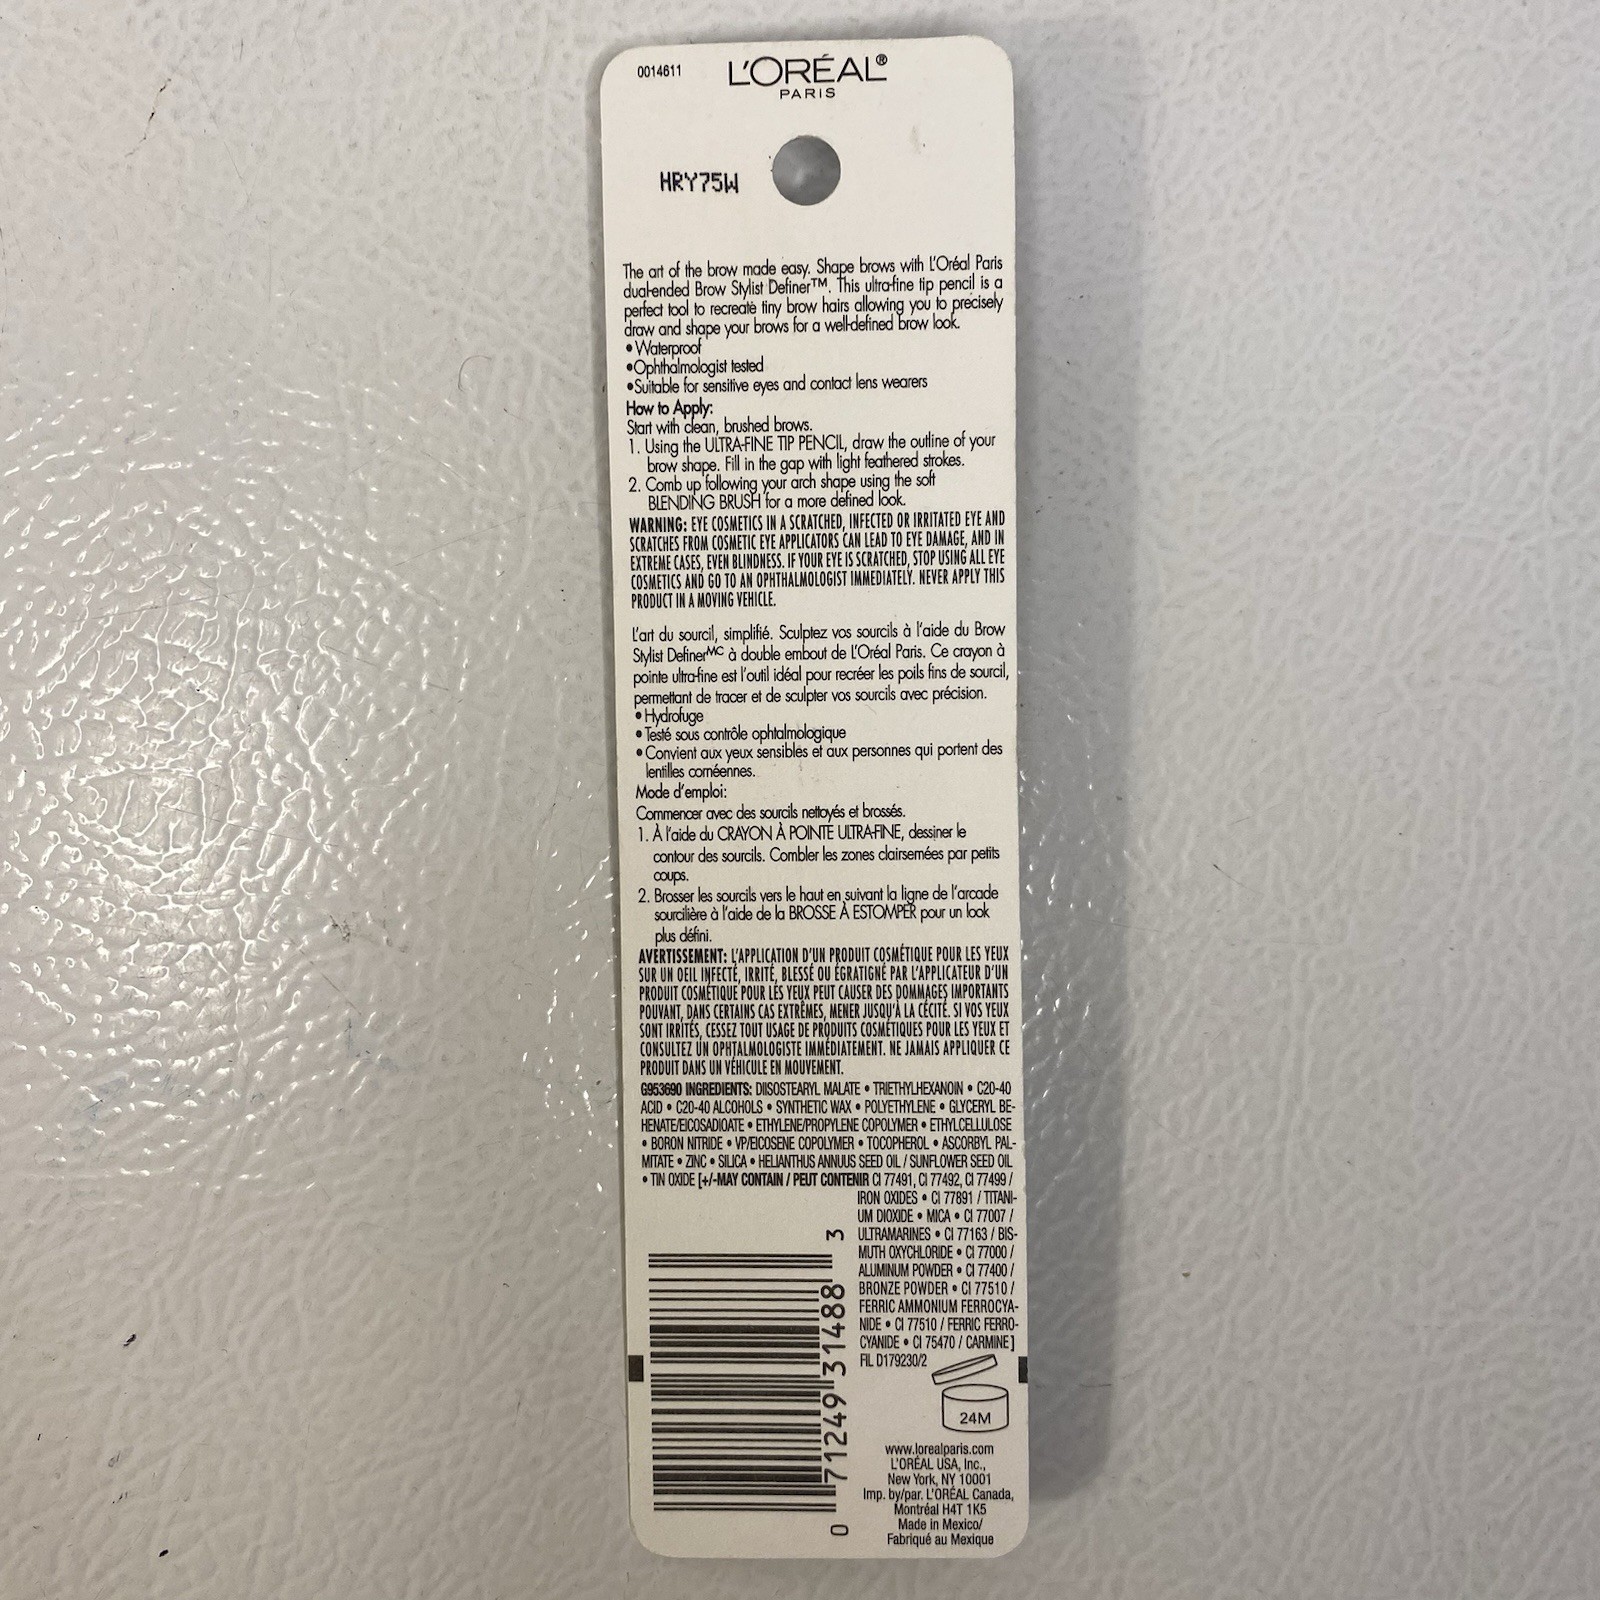 0014611
L'ORÉAL®
PARIS
HRY75W
The art of the brow made easy. Shape brows with L'Oréal Paris
dual-ended Brow Stylist Definer™. This ultra-fine tip pencil is a
perfect tool to recreate tiny brow hairs allowing you to precisely
draw and shape your brows for a well-defined brow look.
• Waterproof
•Ophthalmologist tested
•Suitable for sensitive eyes and contact lens wearers
How to Apply:
Start with clean, brushed brows.
1. Using the ULTRA-FINE TIP PENCIL, draw the outline of your
brow shape. Fill in the gap with light feathered strokes.
2. Comb up following your arch shape using the soft
BLENDING BRUSH for a more defined look.
WARNING: EYE COSMETICS IN A SCRATCHED, INFECTED OR IRRITATED EYE AND
SCRATCHES FROM COSMETIC EYE APPLICATORS CAN LEAD TO EYE DAMAGE, AND IN
EXTREME CASES, EVEN BLINDNESS. IF YOUR EYE IS SCRATCHED, STOP USING ALL EYE
COSMETICS AND GO TO AN OPHTHALMOLOGIST IMMEDIATELY. NEVER APPLY THIS
PRODUCT IN A MOVING VEHICLE.
L'art du sourcil, simplifié. Sculptez vos sourcils à l'aide du Brow
Stylist Definerᴹᶜ à double embout de L'Oréal Paris. Ce crayon à
pointe ultra-fine est l'outil idéal pour recréer les poils fins de sourcil,
permettant de tracer et de sculpter vos sourcils avec précision.
• Hydrofuge
• Testé sous contrôle ophtalmologique
• Convient aux yeux sensibles et aux personnes qui portent des
lentilles cornéennes.
Mode d'emploi:
Commencer avec des sourcils nettoyés et brossés.
1. À l'aide du CRAYON À POINTE ULTRA-FINE, dessiner le
contour des sourcils. Combler les zones clairsemées par petits
coups.
2. Brosser les sourcils vers le haut en suivant la ligne de l'arcade
sourcilière à l'aide de la BROSSE À ESTOMPER pour un look
plus défini.
AVERTISSEMENT: L'APPLICATION D'UN PRODUIT COSMÉTIQUE POUR LES YEUX
SUR UN OEIL INFECTÉ, IRRITÉ, BLESSÉ OU ÉGRATIGNÉ PAR L'APPLICATEUR D'UN
PRODUIT COSMÉTIQUE POUR LES YEUX PEUT CAUSER DES DOMMAGES IMPORTANTS
POUVANT, DANS CERTAINS CAS EXTRÊMES, MENER JUSQU'À LA CÉCITÉ. SI VOS YEUX
SONT IRRITÉS, CESSEZ TOUT USAGE DE PRODUITS COSMÉTIQUES POUR LES YEUX ET
CONSULTEZ UN OPHTALMOLOGISTE IMMÉDIATEMENT. NE JAMAIS APPLIQUER CE
PRODUIT DANS UN VÉHICULE EN MOUVEMENT.
G953690 INGREDIENTS: DIISOSTEARYL MALATE • TRIETHYLHEXANOIN • C20-40
ACID • C20-40 ALCOHOLS • SYNTHETIC WAX • POLYETHYLENE • GLYCERYL BE-
HENATE/EICOSADIOATE • ETHYLENE/PROPYLENE COPOLYMER • ETHYLCELLULOSE
• BORON NITRIDE • VP/EICOSENE COPOLYMER • TOCOPHEROL • ASCORBYL PAL-
MITATE • ZINC • SILICA • HELIANTHUS ANNUUS SEED OIL / SUNFLOWER SEED OIL
• TIN OXIDE [+/-MAY CONTAIN / PEUT CONTENIR CI 77491, CI 77492, CI 77499 /
IRON OXIDES • CI 77891 / TITANI-
UM DIOXIDE • MICA • CI 77007 /
ULTRAMARINES • CI 77163 / BIS-
MUTH OXYCHLORIDE • CI 77000 /
ALUMINUM POWDER • CI 77400 /
BRONZE POWDER • CI 77510 /
FERRIC AMMONIUM FERROCYA-
NIDE • CI 77510 / FERRIC FERRO-
CYANIDE • CI 75470 / CARMINE]
FIL D179230/2
0 71249 31488 3
24M
www.lorealparis.com
L'ORÉAL USA, Inc.,
New York, NY 10001
Imp. by/par. L'ORÉAL Canada,
Montréal H4T 1K5
Made in Mexico/
Fabriqué au Mexique